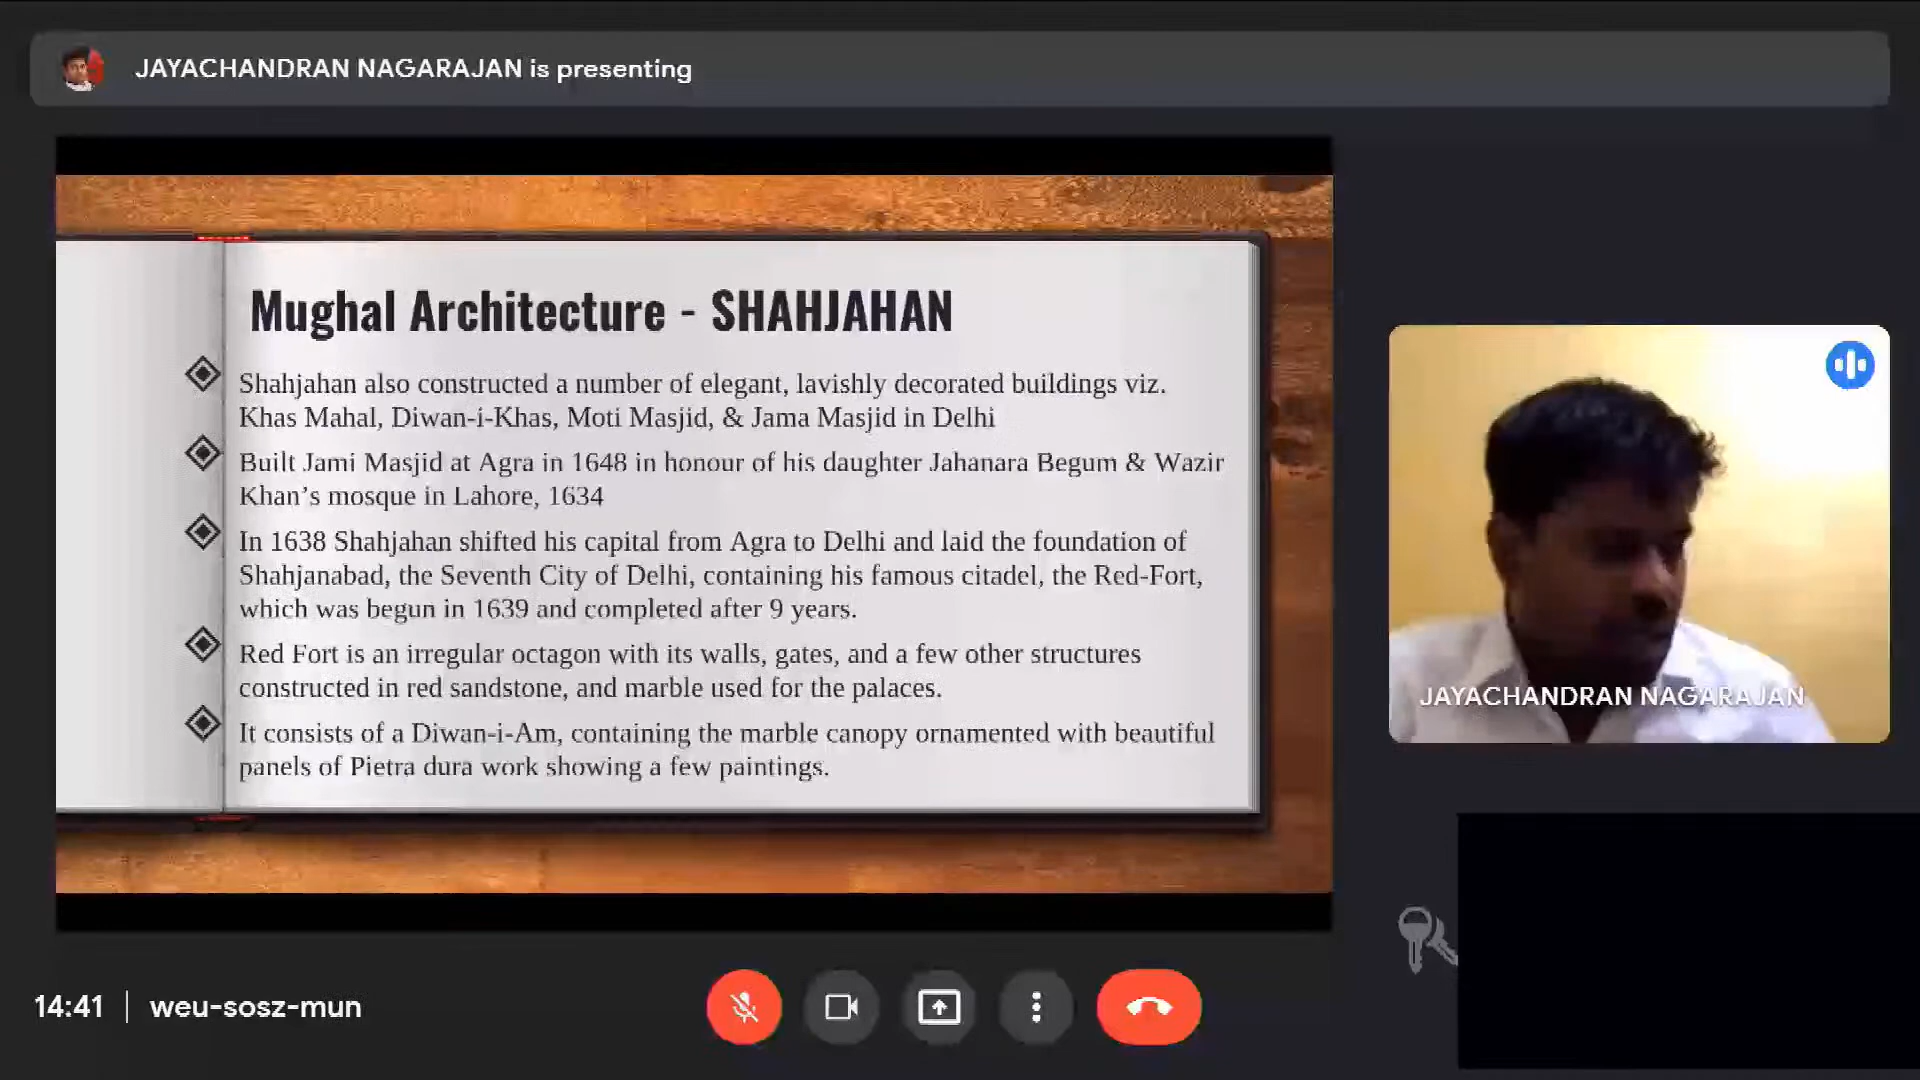 JAYACHANDRAN NAGARAJAN is presenting
Mughal Architecture - SHAHJAHAN
Shahjahan also constructed a number of elegant, lavishly decorated buildings viz.
Khas Mahal, Diwan-i-Khas, Moti Masjid, & Jama Masjid in Delhi
Built Jami Masjid at Agra in 1648 in honour of his daughter Jahanara Begum & Wazir
Khan’s mosque in Lahore, 1634
In 1638 Shahjahan shifted his capital from Agra to Delhi and laid the foundation of
Shahjanabad, the Seventh City of Delhi, containing his famous citadel, the Red-Fort,
which was begun in 1639 and completed after 9 years.
Red Fort is an irregular octagon with its walls, gates, and a few other structures
constructed in red sandstone, and marble used for the palaces.
It consists of a Diwan-i-Am, containing the marble canopy ornamented with beautiful
panels of Pietra dura work showing a few paintings.
JAYACHANDRAN NAGARAJAN
14:41 | weu-sosz-mun